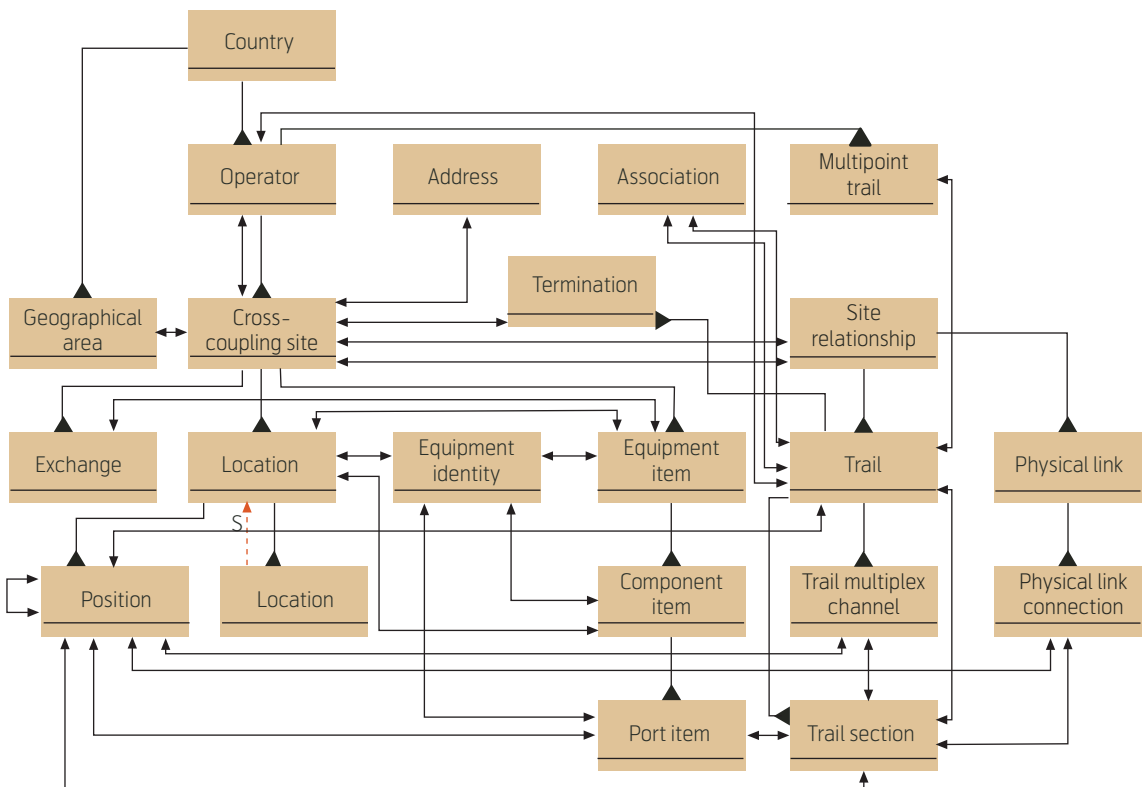 Country
Operator
Address
Association
Multipoint
trail
Geographical
area
Cross-
coupling site
Termination
Site
relationship
Exchange
Location
Equipment
identity
Equipment
item
Trail
Physical link
S
Position
Location
Component
item
Trail multiplex
channel
Physical link
connection
Port item
Trail section